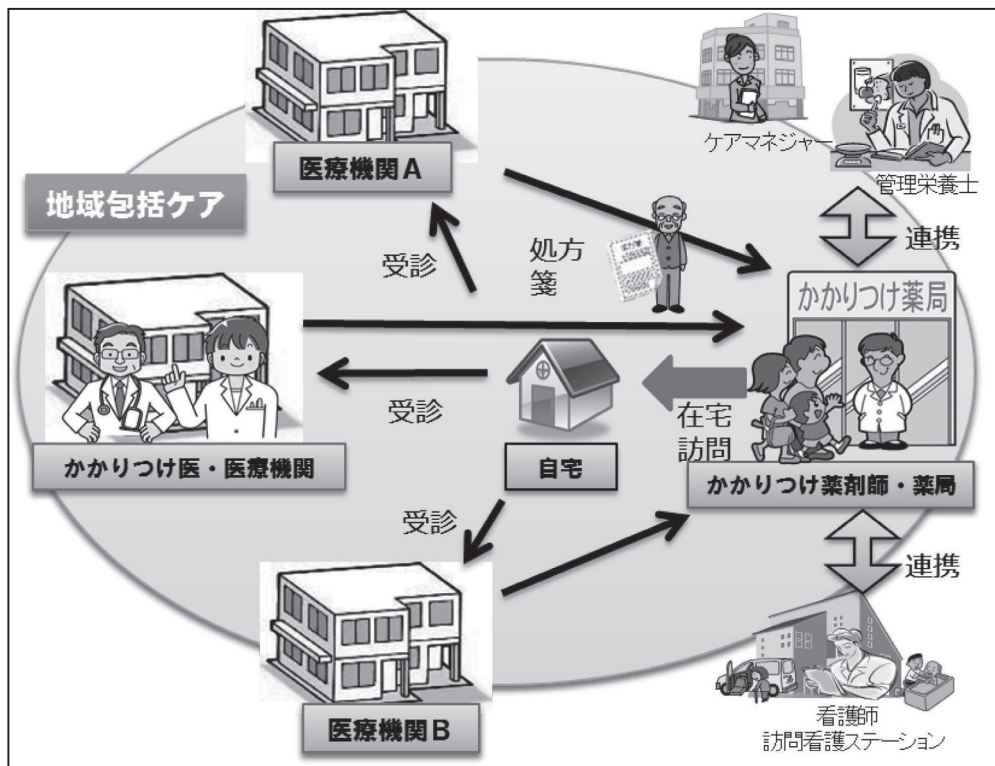 医療機関A
ケアマネジャー
管理栄養士
地域包括ケア
受診
処方
箋
連携
かかりつけ薬局
受診
在宅
訪問
かかりつけ医・医療機関
自宅
かかりつけ薬剤師・薬局
受診
連携
医療機関B
看護師
訪問看護ステーション